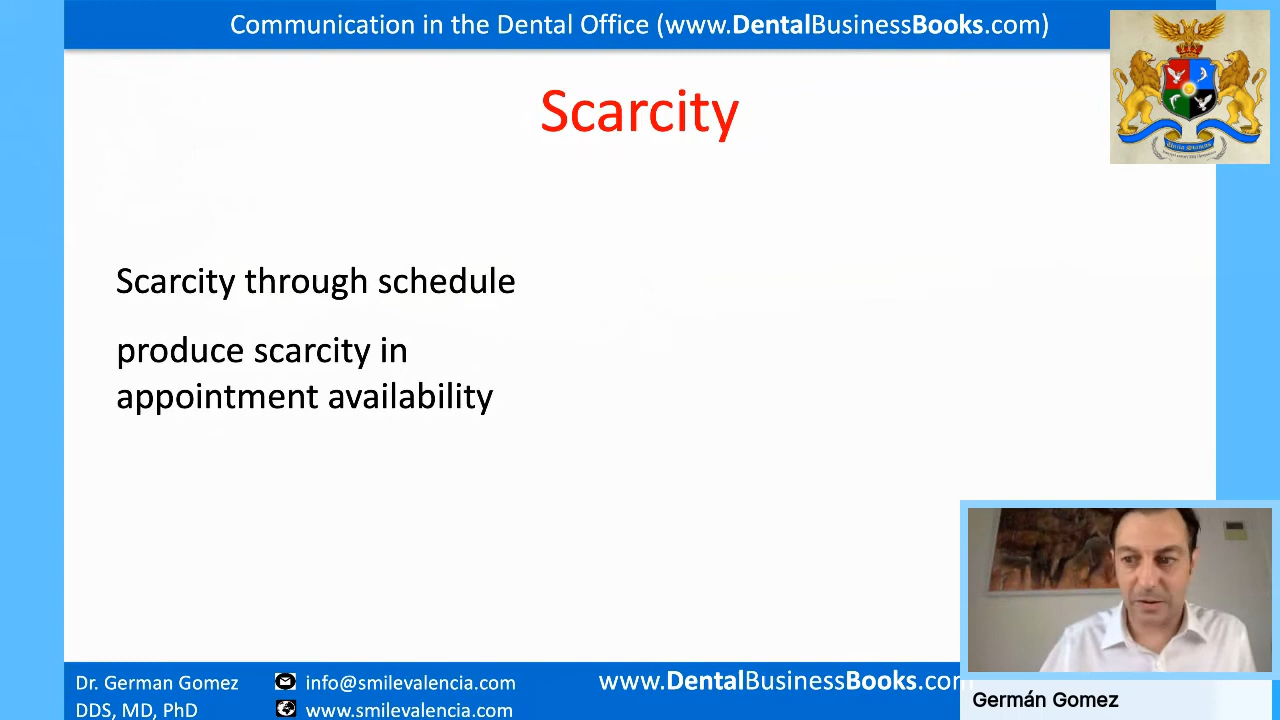 Communication in the Dental Office (www.DentalBusinessBooks.com)
Scarcity
Scarcity through schedule
produce scarcity in
appointment availability
Dr. German Gomez
DDS, MD, PhD
info@smilevalencia.com
www.smilevalencia.com
www.DentalBusinessBooks.com
Germán Gomez